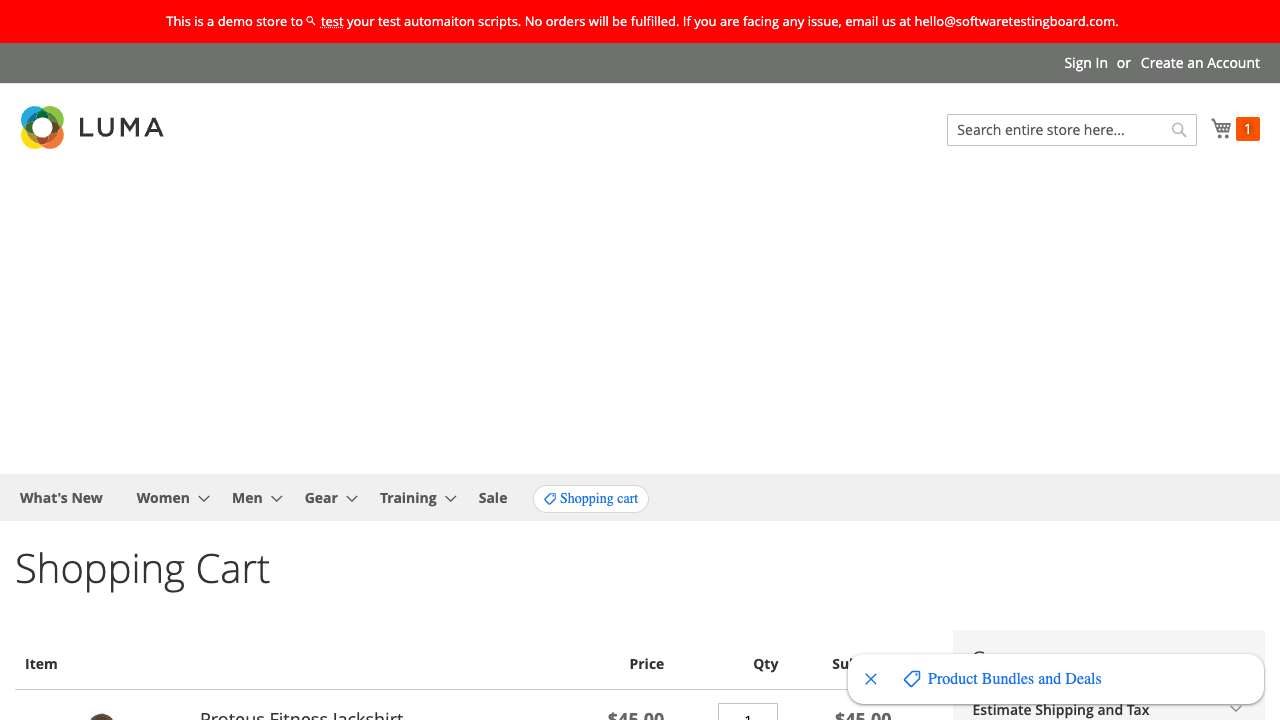 This is a demo store to test your test automaiton scripts. No orders will be fulfilled. If you are facing any issue, email us at hello@softwaretestingboard.com.
Sign In or Create an Account
LUMA
Search entire store here...
1
What's New Women Men Gear Training Sale Shopping cart
Shopping Cart
Item Price Qty
Product Bundles and Deals
Proteus Fitness Jackshirt $45.00 1 $45.00
Estimate Shipping and Tax